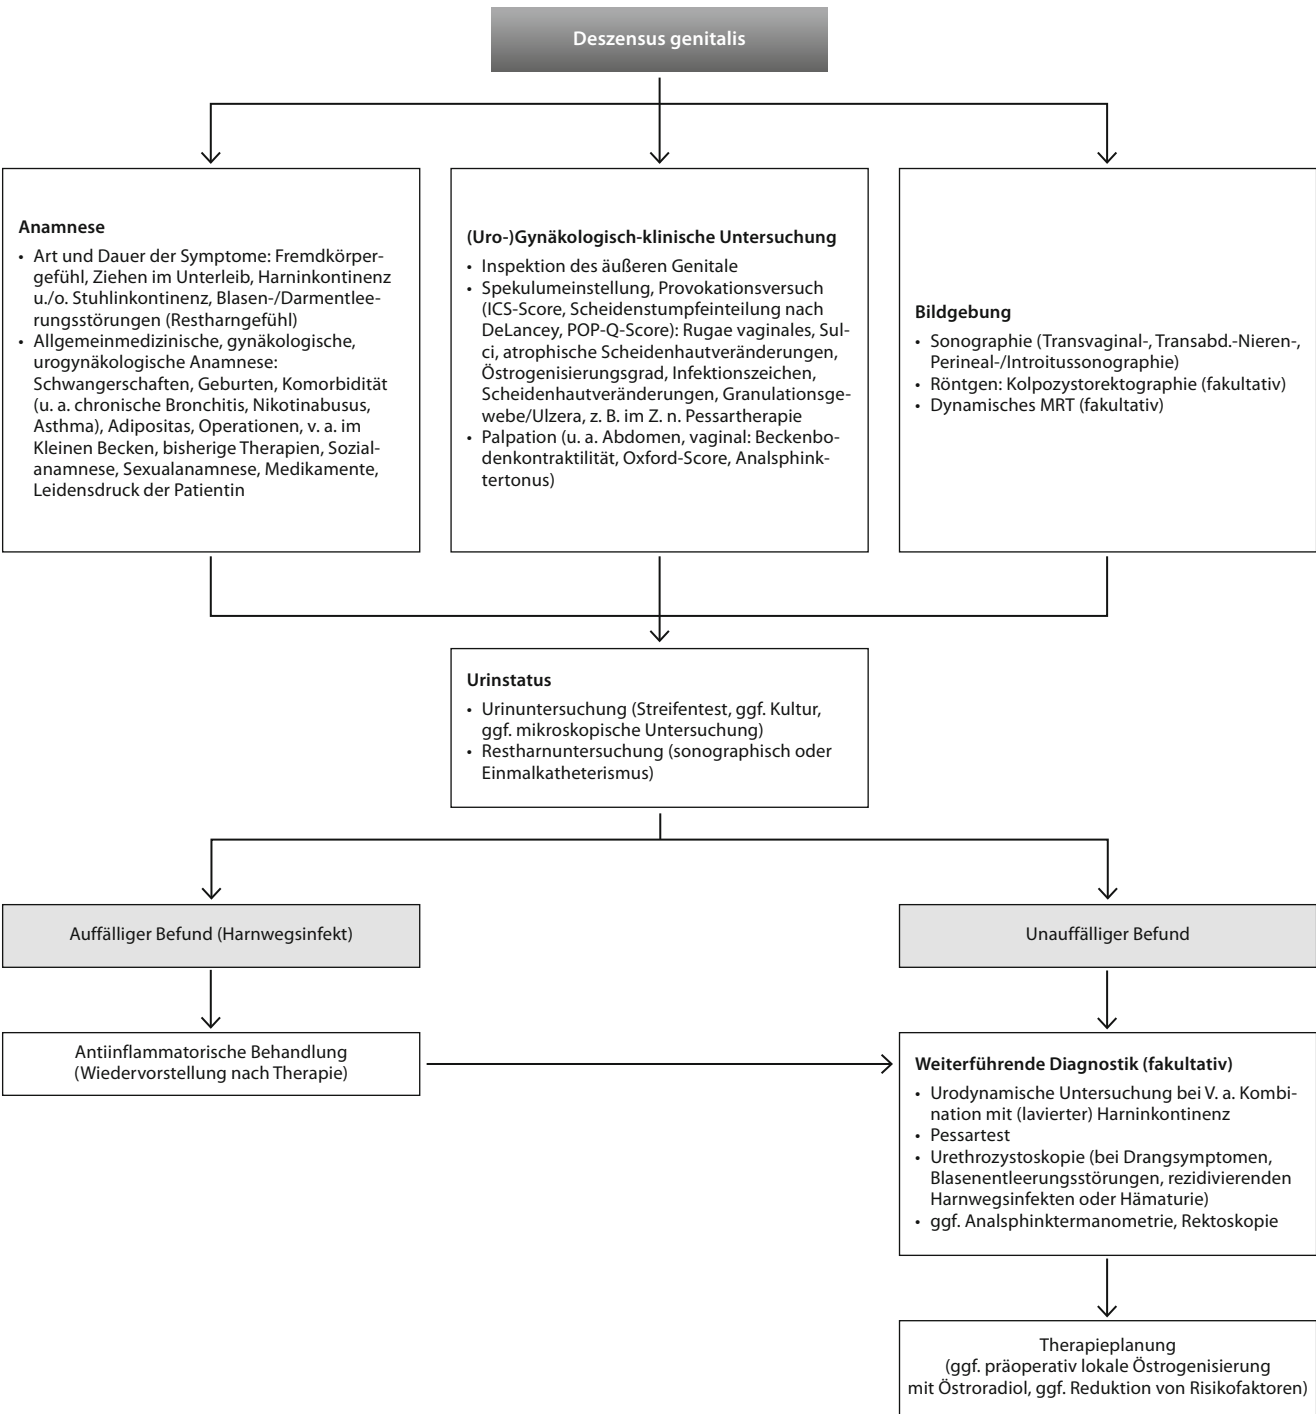 Deszensus genitalis
Anamnese
• Art und Dauer der Symptome: Fremdkörper-
gefühl, Ziehen im Unterleib, Harninkontinenz
u./o. Stuhlinkontinenz, Blasen-/Darmentlee-
rungsstörungen (Restharngefühl)
• Allgemeinmedizinische, gynäkologische,
urogynäkologische Anamnese:
Schwangerschaften, Geburten, Komorbidität
(u. a. chronische Bronchitis, Nikotinabusus,
Asthma), Adipositas, Operationen, v. a. im
Kleinen Becken, bisherige Therapien, Sozial-
anamnese, Sexualanamnese, Medikamente,
Leidensdruck der Patientin
(Uro-)Gynäkologisch-klinische Untersuchung
• Inspektion des äußeren Genitale
• Spekulumeinstellung, Provokationsversuch
(ICS-Score, Scheidenstumpfeinteilung nach
DeLancey, POP-Q-Score): Rugae vaginales, Sul-
ci, atrophische Scheidenhautveränderungen,
Östrogenisierungsgrad, Infektionszeichen,
Scheidenhautveränderungen, Granulationsge-
webe/Ulzera, z. B. im Z. n. Pessartherapie
• Palpation (u. a. Abdomen, vaginal: Beckenbo-
denkontraktilität, Oxford-Score, Analsphink-
tertonus)
Bildgebung
• Sonographie (Transvaginal-, Transabd.-Nieren-,
Perineal-/Introitussonographie)
• Röntgen: Kolpozystorektographie (fakultativ)
• Dynamisches MRT (fakultativ)
Urinstatus
• Urinuntersuchung (Streifentest, ggf. Kultur,
ggf. mikroskopische Untersuchung)
• Restharnuntersuchung (sonographisch oder
Einmalkatheterismus)
Auffälliger Befund (Harnwegsinfekt)
Unauffälliger Befund
Antiinflammatorische Behandlung
(Wiedervorstellung nach Therapie)
Weiterführende Diagnostik (fakultativ)
• Urodynamische Untersuchung bei V. a. Kombi-
nation mit (lavierter) Harninkontinenz
• Pessartest
• Urethrozystoskopie (bei Drangsymptomen,
Blasenentleerungsstörungen, rezidivierenden
Harnwegsinfekten oder Hämaturie)
• ggf. Analsphinktermanometrie, Rektoskopie
Therapieplanung
(ggf. präoperativ lokale Östrogenisierung
mit Östroradiol, ggf. Reduktion von Risikofaktoren)